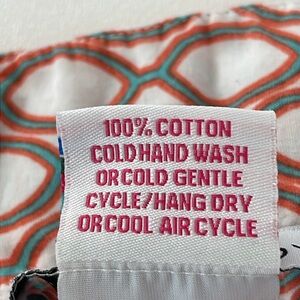 100% COTTON
COLD HAND WASH
OR COLD GENTLE
CYCLE/HANG DRY
OR COOL AIR CYCLE